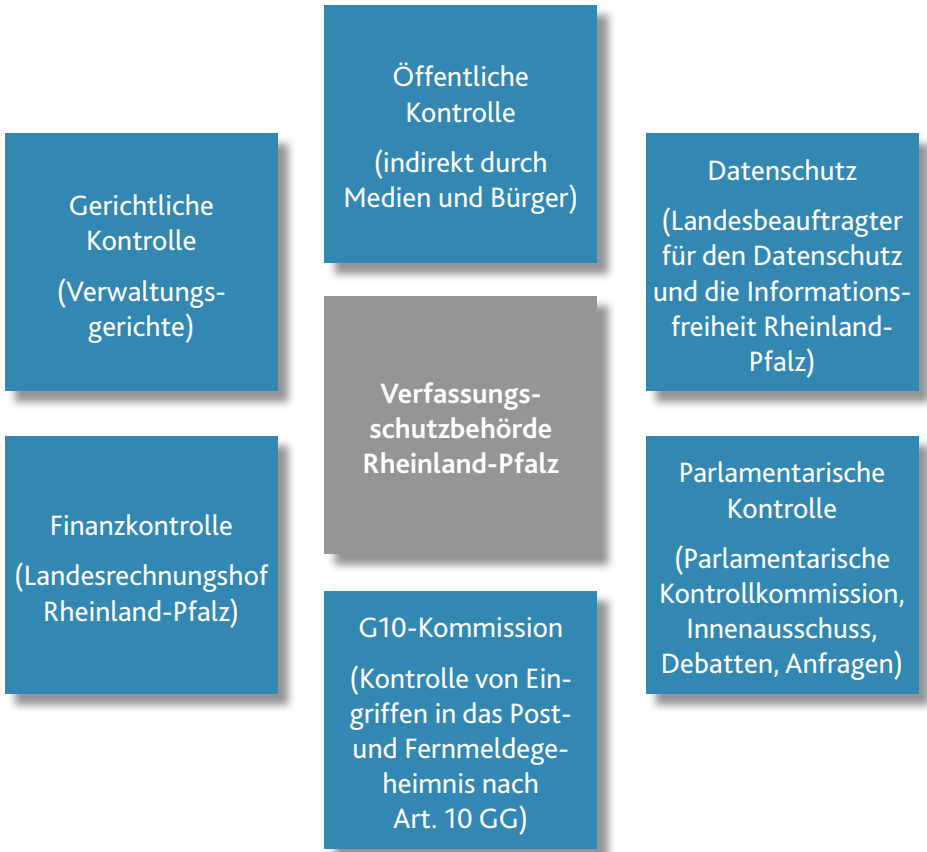 Öffentliche
Kontrolle
(indirekt durch
Medien und Bürger)
Gerichtliche
Kontrolle
(Verwaltungs-
gerichte)
Datenschutz
(Landesbeauftragter
für den Datenschutz
und die Informations-
freiheit Rheinland-
Pfalz)
Verfassungs-
schutzbehörde
Rheinland-Pfalz
Finanzkontrolle
(Landesrechnungshof
Rheinland-Pfalz)
Parlamentarische
Kontrolle
(Parlamentarische
Kontrollkommission,
Innenausschuss,
Debatten, Anfragen)
G10-Kommission
(Kontrolle von Ein-
griffen in das Post-
und Fernmeldege-
heimnis nach
Art. 10 GG)